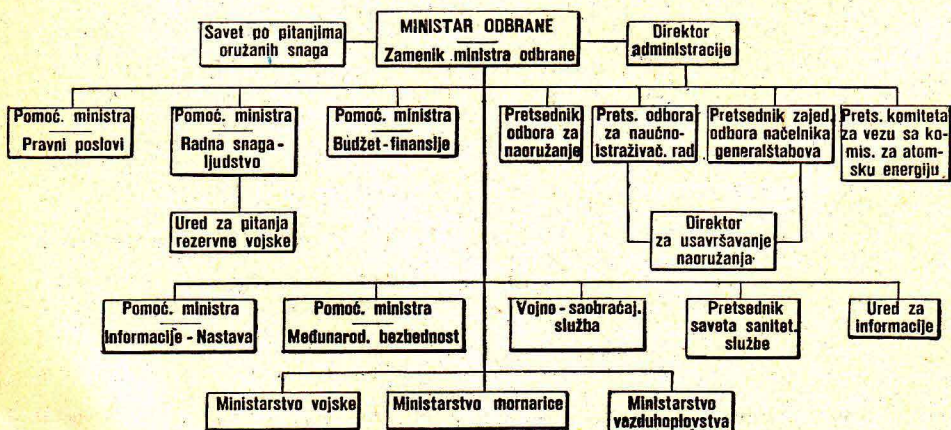 Savet po pitanjima
oružanih snaga
MINISTAR ODBRANE
Zamenik ministra odbrane
Direktor
administracije
Pomoć. ministra
Pravni poslovi
Pomoć. ministra
Radna snaga-
ljudstvo
Pomoć. ministra
Budžet-finansije
Pretsednik
odbora za
naoružanje
Prets. odbora
za naučno-
istraživač. rad
Pretsednik zajed.
odbora načelnika
generalštabova
Prets. komiteta
za vezu sa ko-
mis. za atom-
sku energiju
Ured za pitanja
rezervne vojske
Direktor
za usavršavanje
naoružanja
Pomoć. ministra
Informacije - Nastava
Pomoć. ministra
Međunarod. bezbednost
Vojno - saobraćaj.
služba
Pretsednik
saveta sanitet.
službe
Ured za
informacije
Ministarstvo vojske
Ministarstvo mornarice
Ministarstvo
vazduhoplovstva